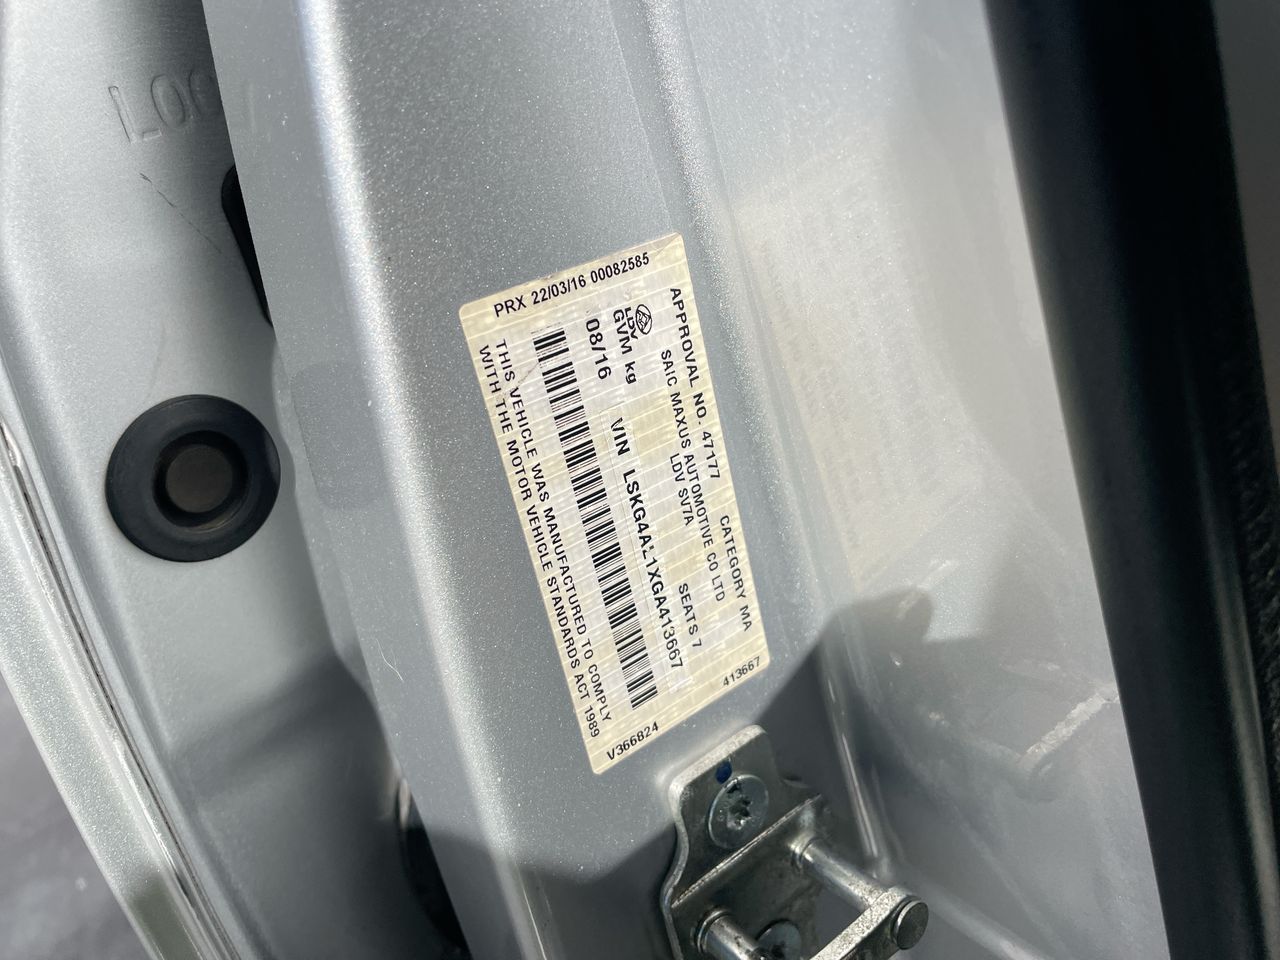 APPROVAL NO. 47177 CATEGORY MA
SAIC MAXUS AUTOMOTIVE CO LTD
LDV LDV SV7A
GVM kg SEATS 7
08/16 VIN LSKG4AL1XGA413667
THIS VEHICLE WAS MANUFACTURED TO COMPLY
WITH THE MOTOR VEHICLE STANDARDS ACT 1989
PRX 22/03/16 00082585
413667
V366824